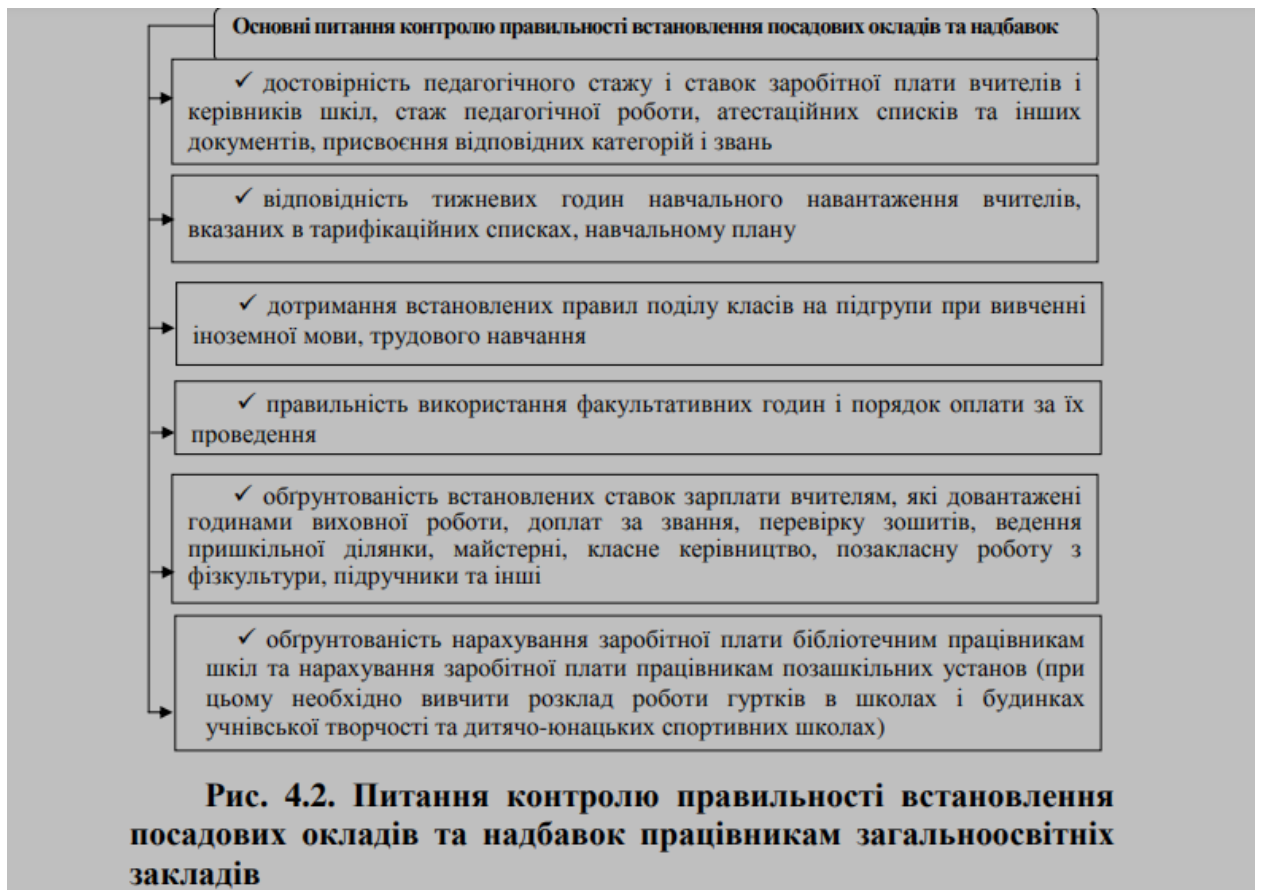 Основні питання контролю правильності встановлення посадових окладів та надбавок
✓ достовірність педагогічного стажу і ставок заробітної плати вчителів і
керівників шкіл, стаж педагогічної роботи, атестаційних списків та інших
документів, присвоєння відповідних категорій і звань
✓ відповідність тижневих годин навчального навантаження вчителів,
вказаних в тарифікаційних списках, навчальному плану
✓ дотримання встановлених правил поділу класів на підгрупи при вивченні
іноземної мови, трудового навчання
✓ правильність використання факультативних годин і порядок оплати за їх
проведення
✓ обґрунтованість встановлених ставок зарплати вчителям, які довантажені
годинами виховної роботи, доплат за звання, перевірку зошитів, ведення
пришкільної ділянки, майстерні, класне керівництво, позакласну роботу з
фізкультури, підручники та інші
✓ обґрунтованість нарахування заробітної плати бібліотечним працівникам
шкіл та нарахування заробітної плати працівникам позашкільних установ (при
цьому необхідно вивчити розклад роботи гуртків в школах і будинках
учнівської творчості та дитячо-юнацьких спортивних школах)
Рис. 4.2. Питання контролю правильності встановлення
посадових окладів та надбавок працівникам загальноосвітніх
закладів